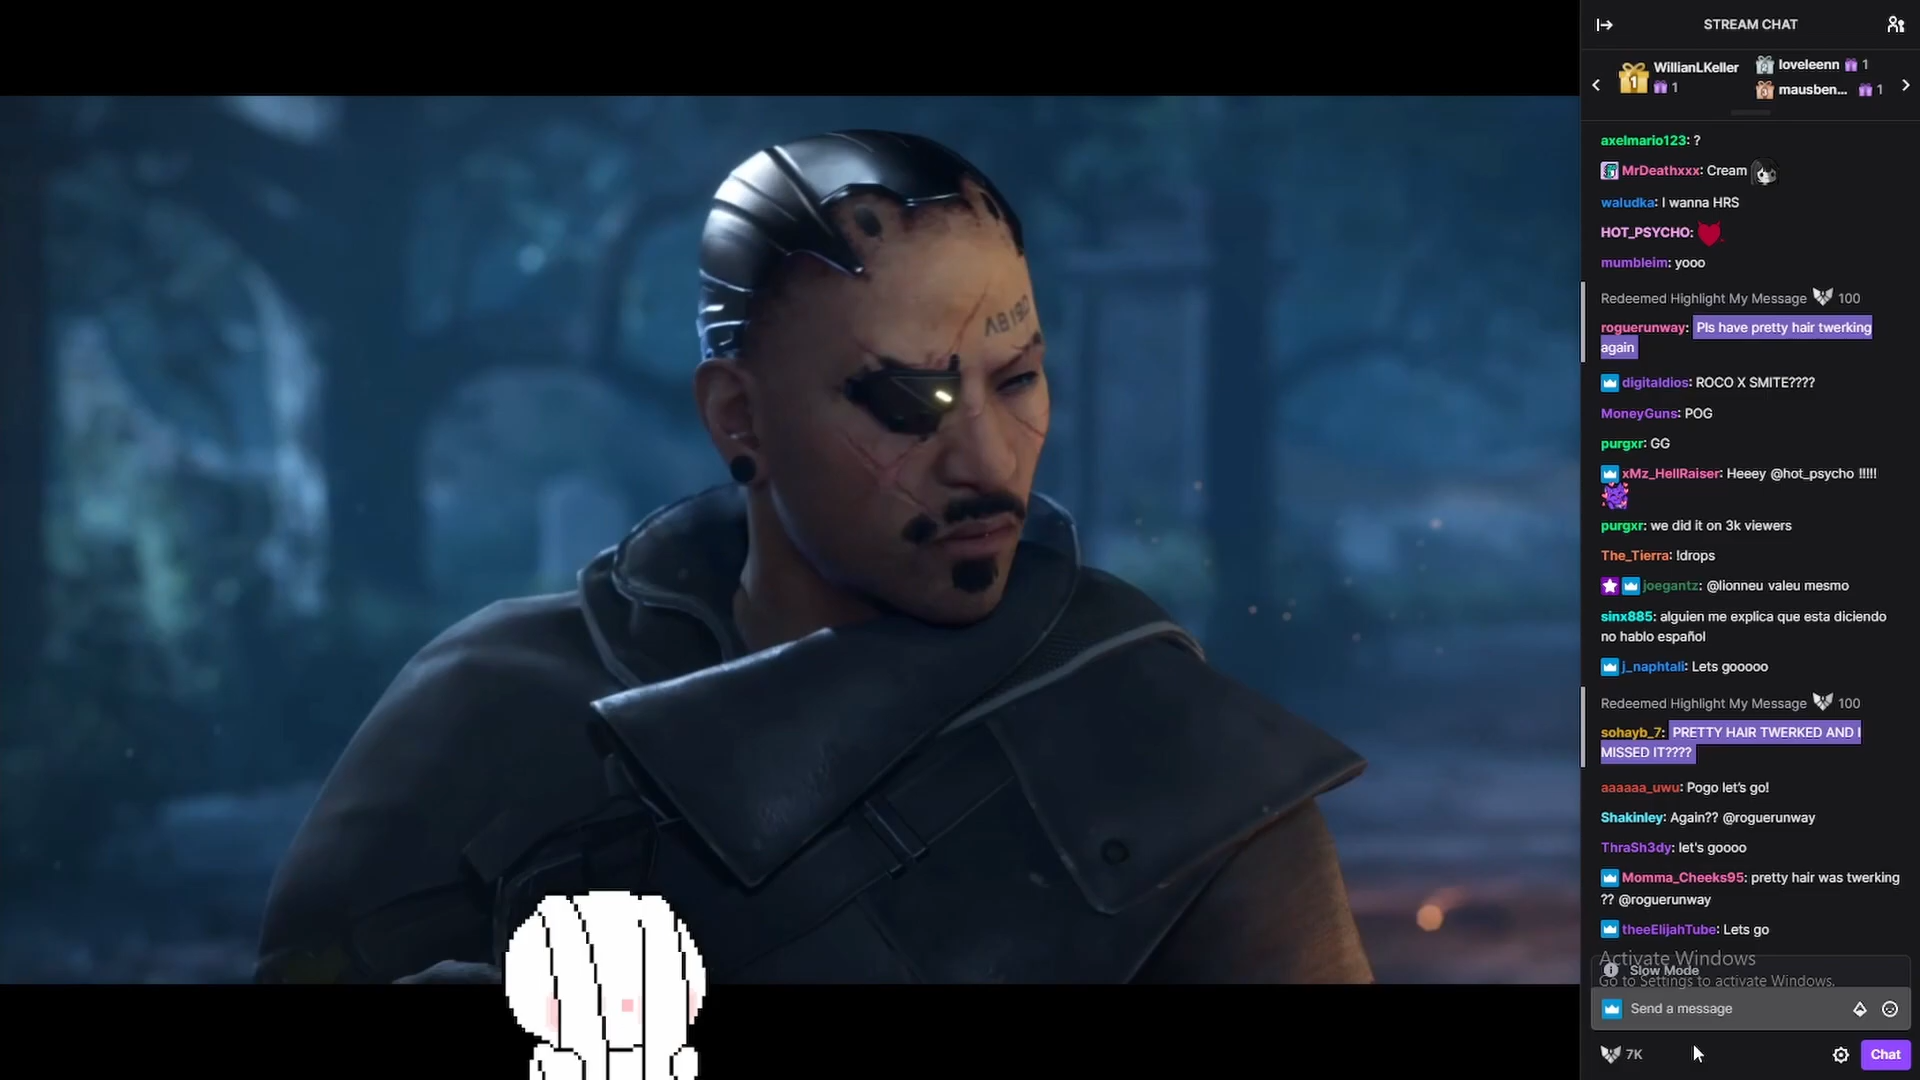 ΛB19D
STREAM CHAT
WillianLKeller
1
loveleenn 1
mausben... 1
axelmario123: ?
MrDeathxxx: Cream
waludka: I wanna HRS
HOT_PSYCHO:
mumbleim: yooo
Redeemed Highlight My Message 100
roguerunway: Pls have pretty hair twerking
again
digitaldios: ROCO X SMITE????
MoneyGuns: POG
purgxr: GG
xMz_HellRaiser: Heeey @hot_psycho !!!!!
purgxr: we did it on 3k viewers
The_Tierra: !drops
joegantz: @lionneu valeu mesmo
sinx885: alguien me explica que esta diciendo
no hablo español
j_naphtali: Lets gooooo
Redeemed Highlight My Message 100
sohayb_7: PRETTY HAIR TWERKED AND I
MISSED IT????
aaaaaa_uwu: Pogo let's go!
Shakinley: Again?? @roguerunway
ThraSh3dy: let's goooo
Momma_Cheeks95: pretty hair was twerking
?? @roguerunway
theeElijahTube: Lets go
Activate Windows
Slow Mode
Go to Settings to activate Windows.
Send a message
7K
Chat